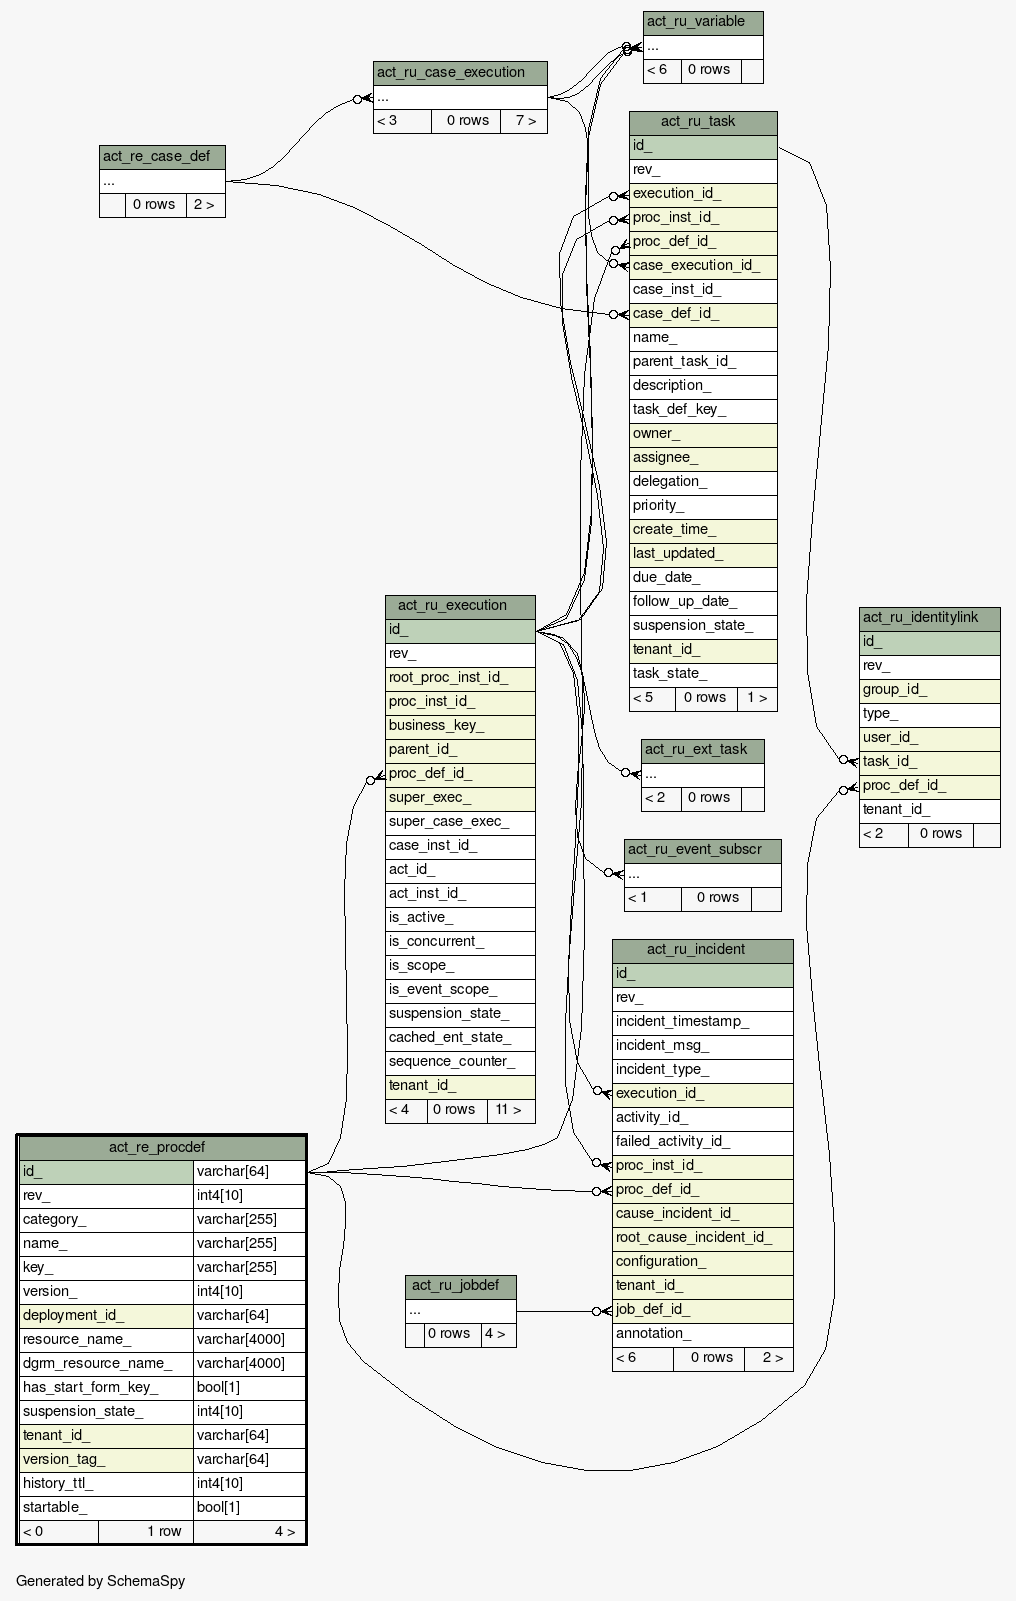 act_ru_variable
...
< 6 0 rows
act_ru_case_execution
...
< 3 0 rows 7 >
act_re_case_def
...
0 rows 2 >
act_ru_task
id_
rev_
execution_id_
proc_inst_id_
proc_def_id_
case_execution_id_
case_inst_id_
case_def_id_
name_
parent_task_id_
description_
task_def_key_
owner_
assignee_
delegation_
priority_
create_time_
last_updated_
due_date_
follow_up_date_
suspension_state_
tenant_id_
task_state_
< 5 0 rows 1 >
act_ru_execution
id_
rev_
root_proc_inst_id_
proc_inst_id_
business_key_
parent_id_
proc_def_id_
super_exec_
super_case_exec_
case_inst_id_
act_id_
act_inst_id_
is_active_
is_concurrent_
is_scope_
is_event_scope_
suspension_state_
cached_ent_state_
sequence_counter_
tenant_id_
< 4 0 rows 11 >
act_ru_identitylink
id_
rev_
group_id_
type_
user_id_
task_id_
proc_def_id_
tenant_id_
< 2 0 rows
act_ru_ext_task
...
< 2 0 rows
act_ru_event_subscr
...
< 1 0 rows
act_ru_incident
id_
rev_
incident_timestamp_
incident_msg_
incident_type_
execution_id_
activity_id_
failed_activity_id_
proc_inst_id_
proc_def_id_
cause_incident_id_
root_cause_incident_id_
configuration_
tenant_id_
job_def_id_
annotation_
< 6 0 rows 2 >
act_ru_jobdef
...
0 rows 4 >
act_re_procdef
id_ varchar[64]
rev_ int4[10]
category_ varchar[255]
name_ varchar[255]
key_ varchar[255]
version_ int4[10]
deployment_id_ varchar[64]
resource_name_ varchar[4000]
dgrm_resource_name_ varchar[4000]
has_start_form_key_ bool[1]
suspension_state_ int4[10]
tenant_id_ varchar[64]
version_tag_ varchar[64]
history_ttl_ int4[10]
startable_ bool[1]
< 0 1 row 4 >
Generated by SchemaSpy